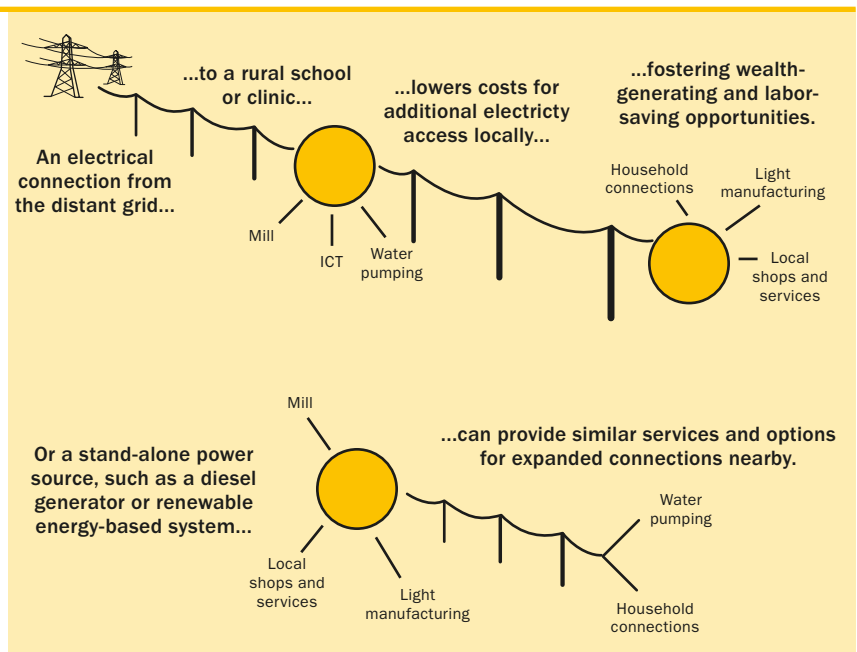 An electrical
connection from
the distant grid...
...to a rural school
or clinic...
Mill
ICT
Water
pumping
...lowers costs for
additional electricty
access locally...
...fostering wealth-
generating and labor-
saving opportunities.
Household
connections
Light
manufacturing
Local
shops and
services
Or a stand-alone power
source, such as a diesel
generator or renewable
energy-based system...
Mill
Local
shops and
services
Light
manufacturing
...can provide similar services and options
for expanded connections nearby.
Water
pumping
Household
connections